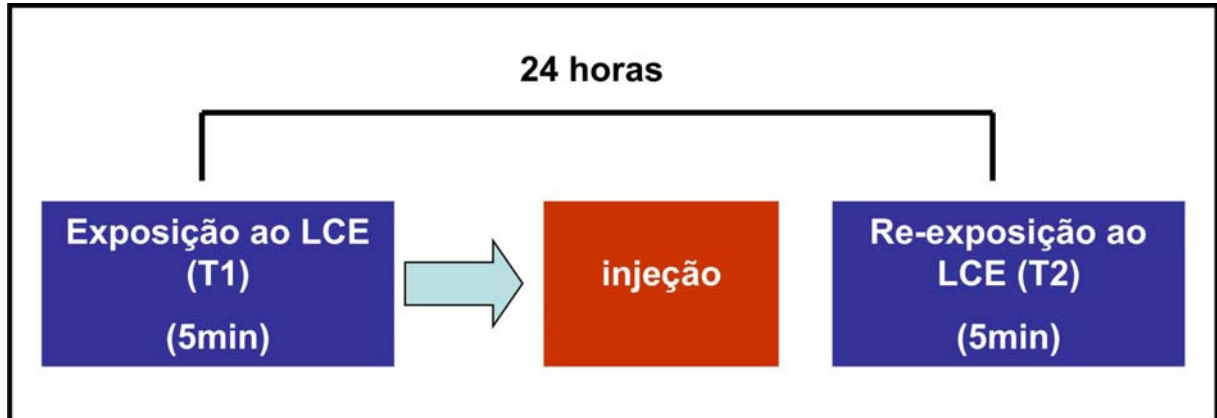 24 horas
Exposição ao LCE
(T1)
(5min)
injeção
Re-exposição ao
LCE (T2)
(5min)